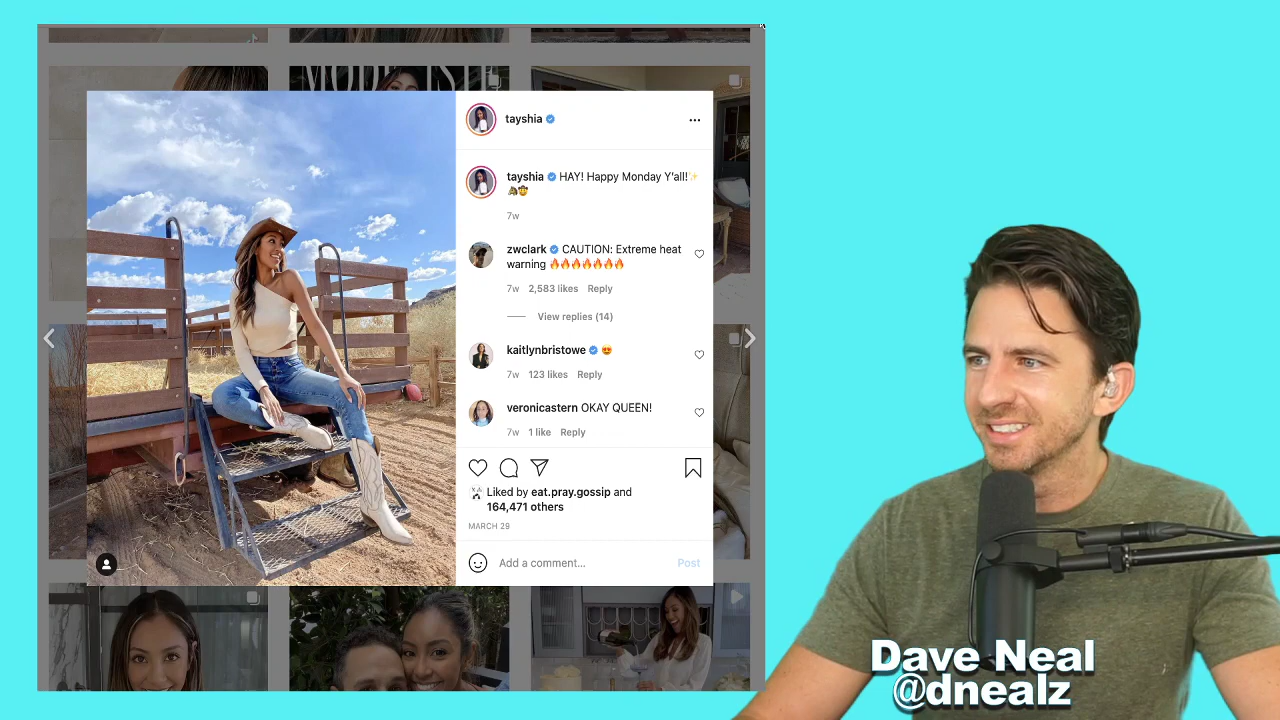 MODISTE
tayshia
tayshia HAY! Happy Monday Y'all!✨
🐴🤠
7w
zwclark CAUTION: Extreme heat
warning 🔥🔥🔥🔥🔥🔥🔥
7w 2,583 likes Reply
View replies (14)
kaitlynbristowe 😍
7w 123 likes Reply
veronicastern OKAY QUEEN!
7w 1 like Reply
Liked by eat.pray.gossip and
164,471 others
MARCH 29
Add a comment... Post
Dave Neal
@dnealz